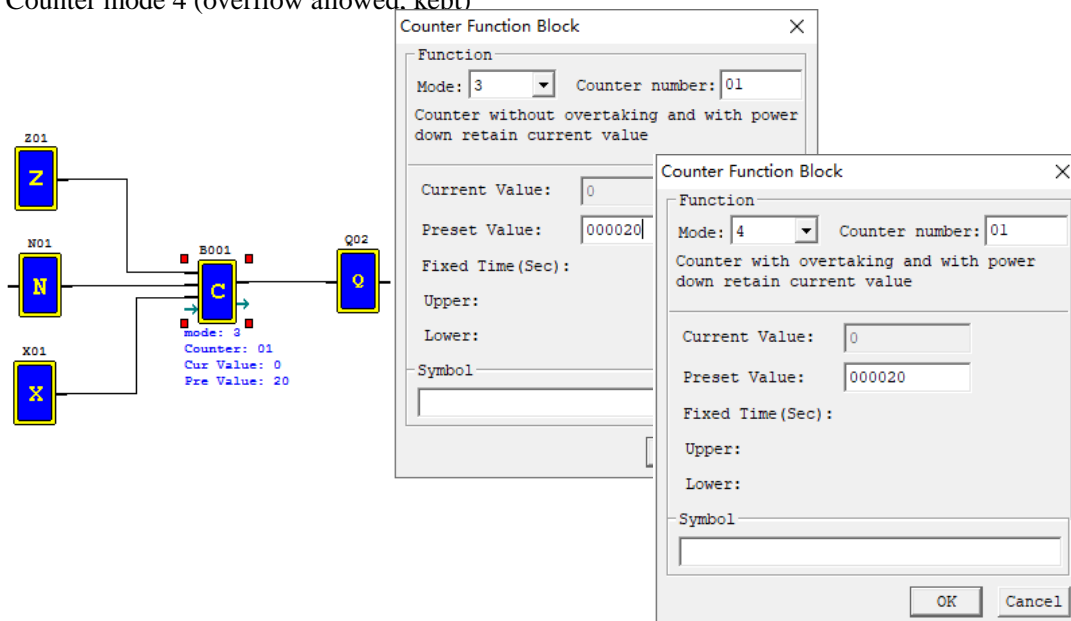 Counter mode 4 (overflow allowed, kept)
Z01
Z
N01
N
X01
X
B001
C
mode: 3
Counter: 01
Cur Value: 0
Pre Value: 20
Q02
Q
Counter Function Block
Function
Mode: 3 Counter number: 01
Counter without overtaking and with power
down retain current value
Current Value: 0
Preset Value: 000020
Fixed Time(Sec):
Upper:
Lower:
Symbol
Counter Function Block
Function
Mode: 4 Counter number: 01
Counter with overtaking and with power
down retain current value
Current Value: 0
Preset Value: 000020
Fixed Time(Sec):
Upper:
Lower:
Symbol
OK Cancel